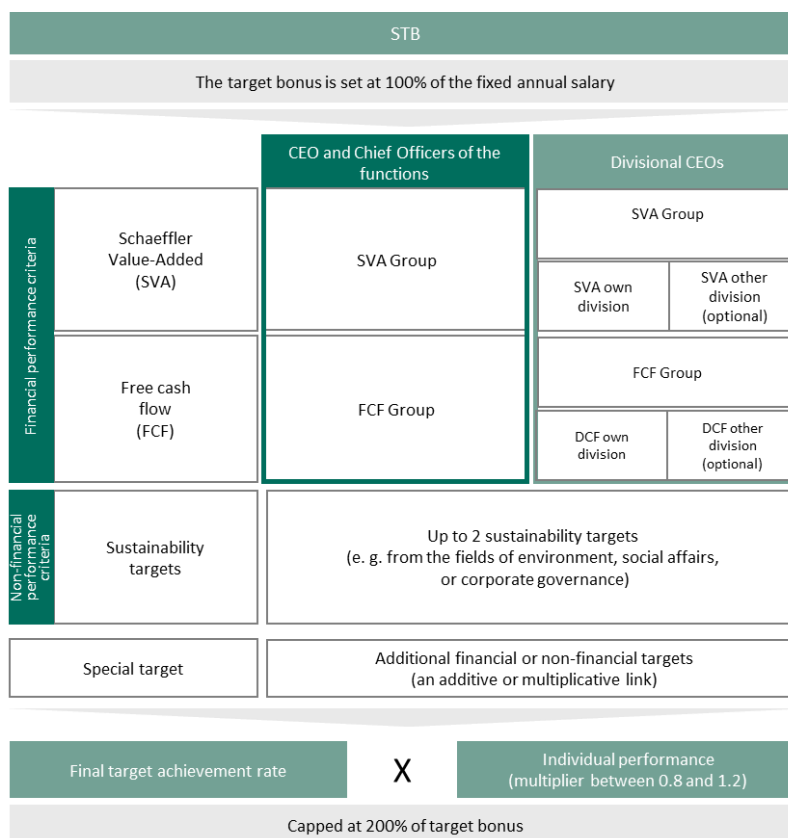 STB
The target bonus is set at 100% of the fixed annual salary
CEO and Chief Officers of the
functions
Divisional CEOs
Financial performance criteria
Schaeffler
Value-Added
(SVA)
SVA Group
SVA Group
SVA own
division
SVA other
division
(optional)
Free cash
flow
(FCF)
FCF Group
FCF Group
DCF own
division
DCF other
division
(optional)
Non-financial
performance
criteria
Sustainability
targets
Up to 2 sustainability targets
(e. g. from the fields of environment, social affairs,
or corporate governance)
Special target
Additional financial or non-financial targets
(an additive or multiplicative link)
Final target achievement rate
X
Individual performance
(multiplier between 0.8 and 1.2)
Capped at 200% of target bonus